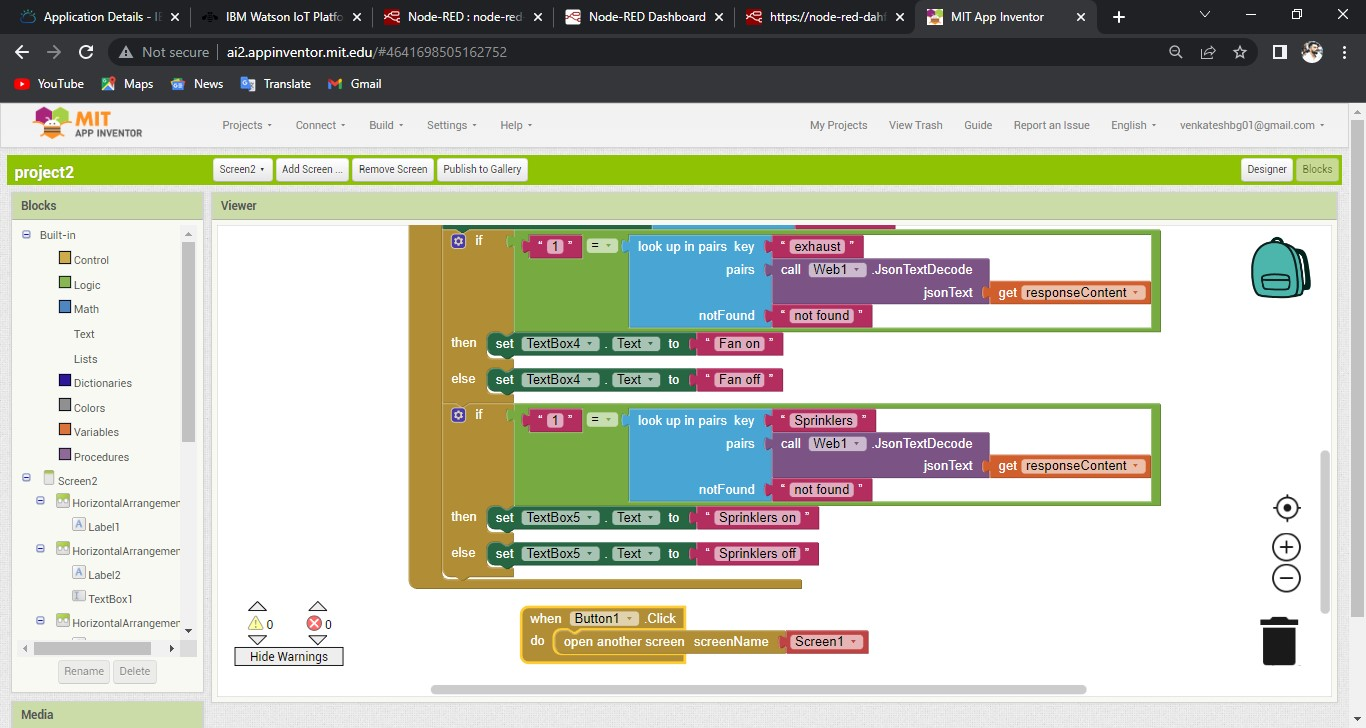 Application Details - IE
IBM Watson IoT Platfo
Node-RED : node-red
Node-RED Dashboard
https://node-red-dahf
MIT App Inventor
Not secure
ai2.appinventor.mit.edu/#4641698505162752
YouTube
Maps
News
Translate
Gmail
MIT
APP INVENTOR
Projects
Connect
Build
Settings
Help
My Projects
View Trash
Guide
Report an Issue
English
venkateshbg01@gmail.com
project2
Screen2
Add Screen ...
Remove Screen
Publish to Gallery
Designer
Blocks
Blocks
Viewer
Built-in
Control
Logic
Math
Text
Lists
Dictionaries
Colors
Variables
Procedures
Screen2
HorizontalArrangemen
Label1
HorizontalArrangemen
Label2
TextBox1
HorizontalArrangemen
Rename
Delete
Media
if " 1 " = look up in pairs key " exhaust "
pairs call Web1 .JsonTextDecode
jsonText get responseContent
notFound " not found "
then set TextBox4 . Text to " Fan on "
else set TextBox4 . Text to " Fan off "
if " 1 " = look up in pairs key " Sprinklers "
pairs call Web1 .JsonTextDecode
jsonText get responseContent
notFound " not found "
then set TextBox5 . Text to " Sprinklers on "
else set TextBox5 . Text to " Sprinklers off "
when Button1 .Click
do open another screen screenName Screen1
0
0
Hide Warnings